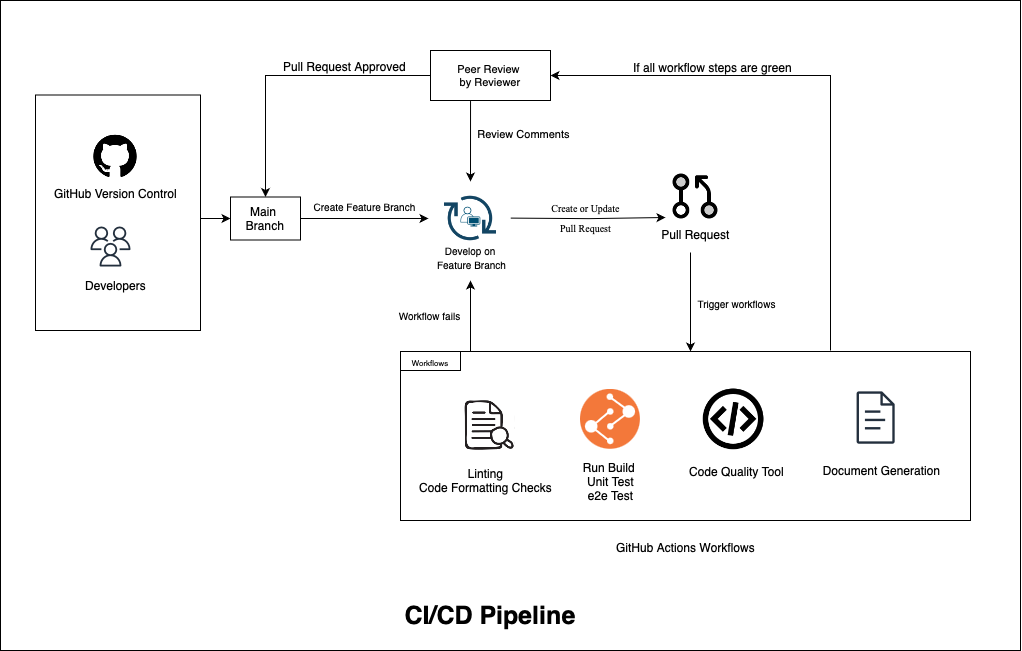 Pull Request Approved
Peer Review
by Reviewer
If all workflow steps are green
Review Comments
GitHub Version Control
Developers
Main
Branch
Create Feature Branch
Develop on
Feature Branch
Create or Update
Pull Request
Pull Request
Workflow fails
Trigger workflows
Workflows
Linting
Code Formatting Checks
Run Build
Unit Test
e2e Test
Code Quality Tool
Document Generation
GitHub Actions Workflows
CI/CD Pipeline